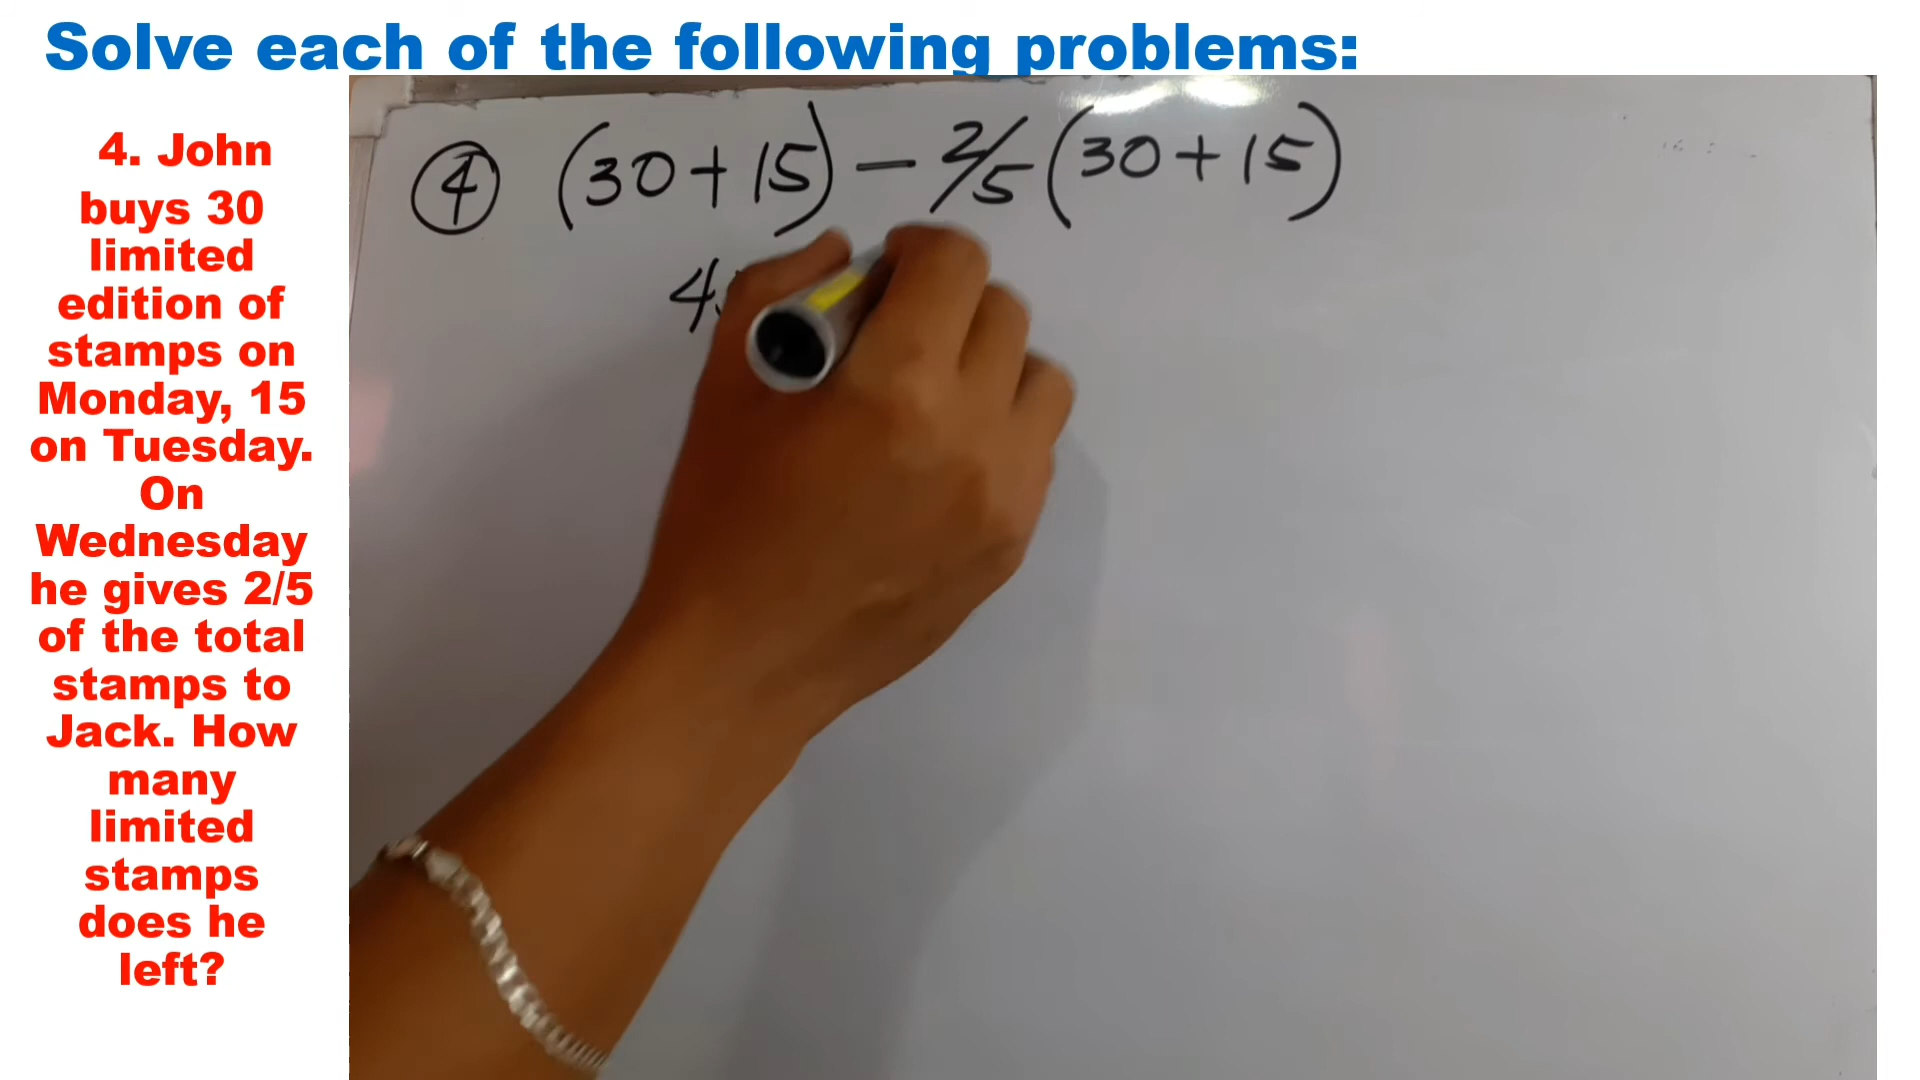 Solve each of the following problems:
4. John
buys 30
limited
edition of
stamps on
Monday, 15
on Tuesday.
On
Wednesday
he gives 2/5
of the total
stamps to
Jack. How
many
limited
stamps
does he
left?
④ (30+15) - 2/5 (30+15)
4